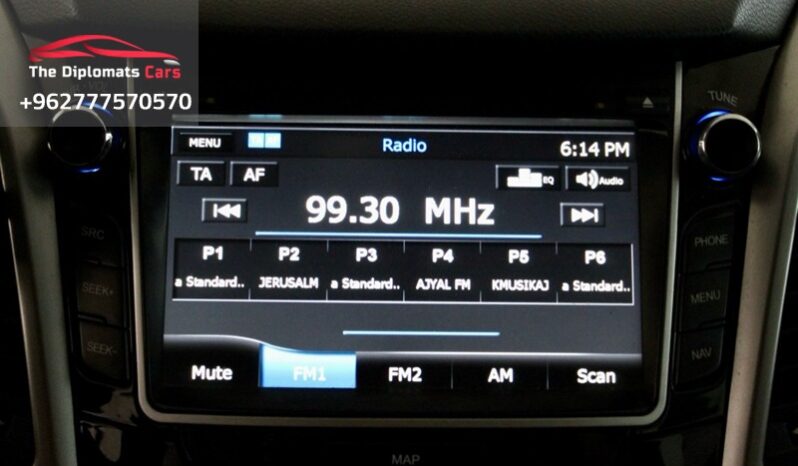 The Diplomats Cars
+962777570570
TUNE
MENU
Radio
6:14 PM
TA
AF
EQ
Audio
99.30 MHz
P1 P2 P3 P4 P5 P6
a Standard.. JERUSALM a Standard.. AJYAL FM KMUSIKAJ a Standard..
Mute FM1 FM2 AM Scan
SRC
SEEK+
SEEK-
PHONE
MENU
NAV
MAP